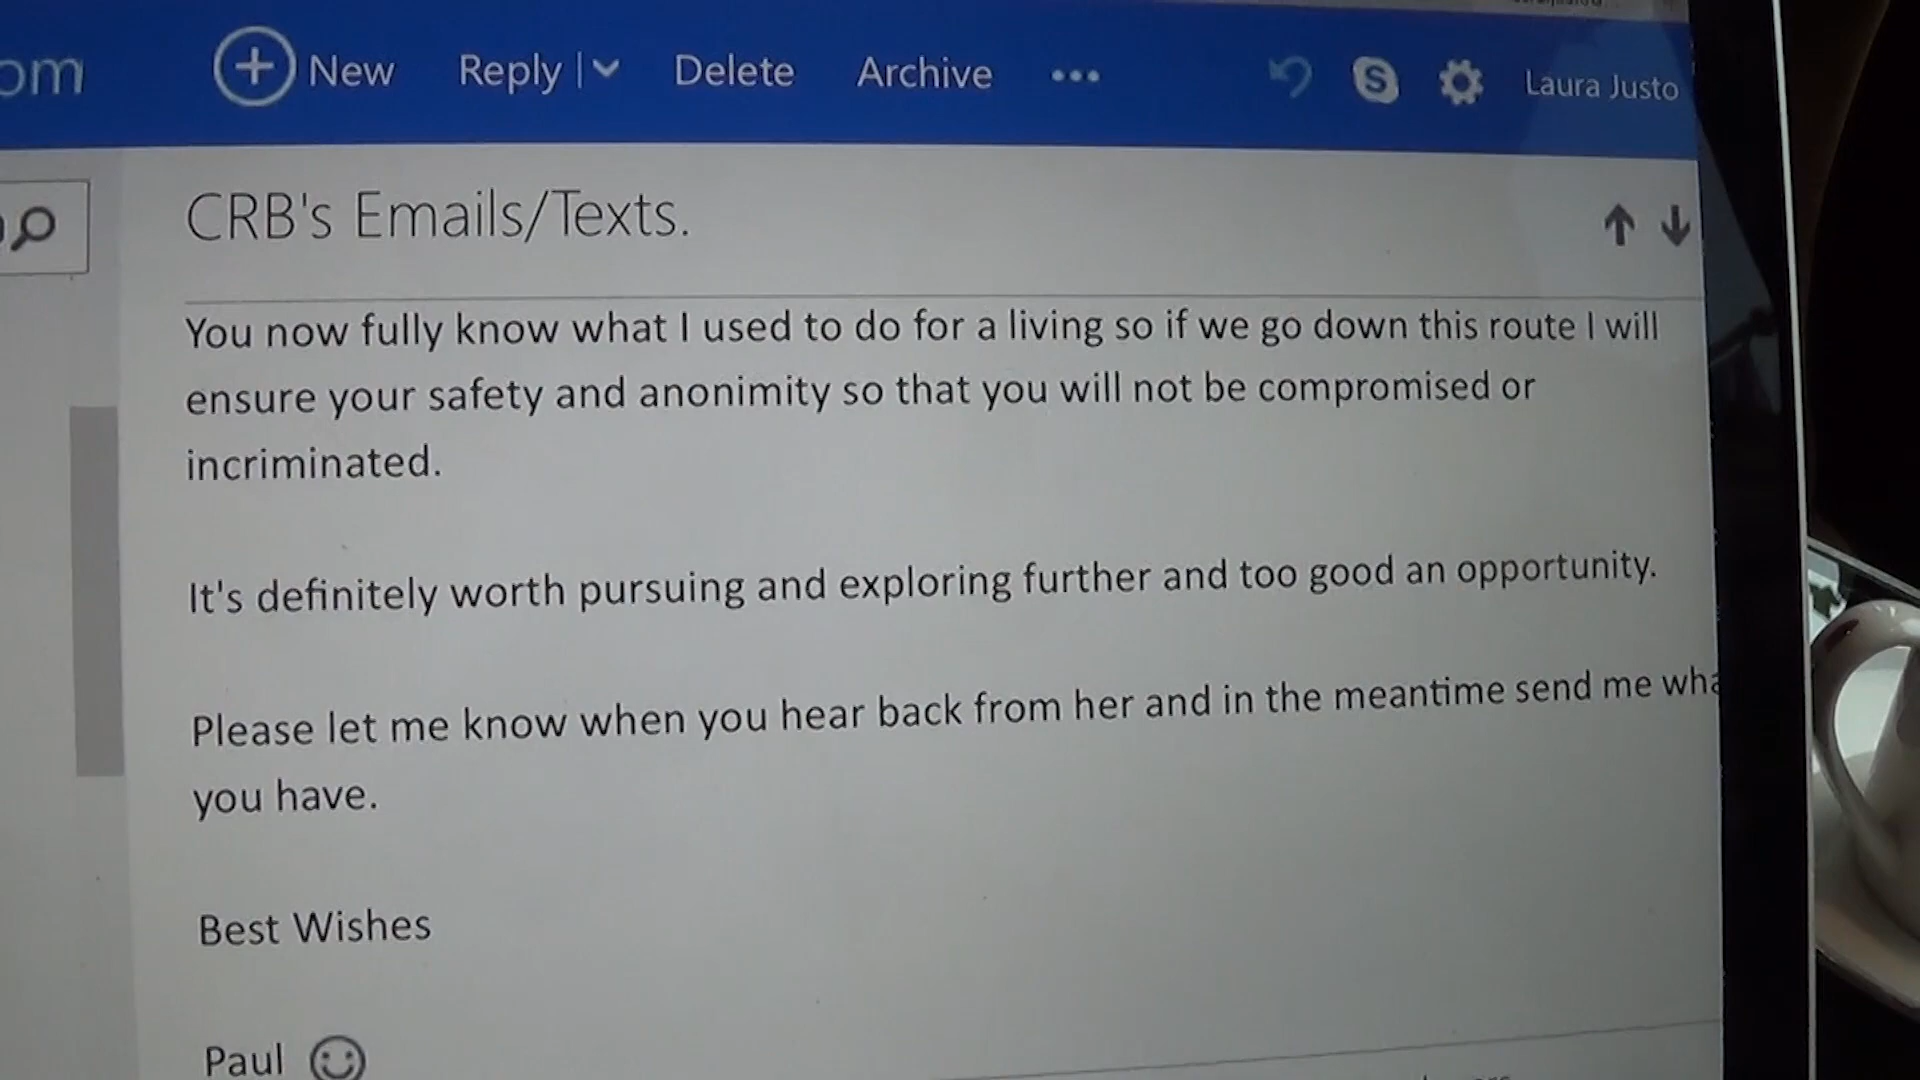 New Reply Delete Archive ... Laura Justo
CRB's Emails/Texts.
You now fully know what I used to do for a living so if we go down this route I will
ensure your safety and anonimity so that you will not be compromised or
incriminated.
It's definitely worth pursuing and exploring further and too good an opportunity.
Please let me know when you hear back from her and in the meantime send me
you have.
Best Wishes
Paul